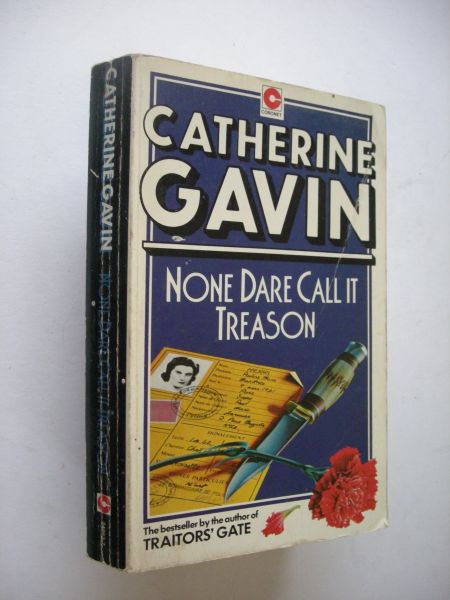 CORONET
CATHERINE
GAVIN
NONE DARE CALL IT
TREASON
SIGNALEMENT
The bestseller by the author of
TRAITORS' GATE
CATHERINE GAVIN
NONE DARE CALL IT TREASON